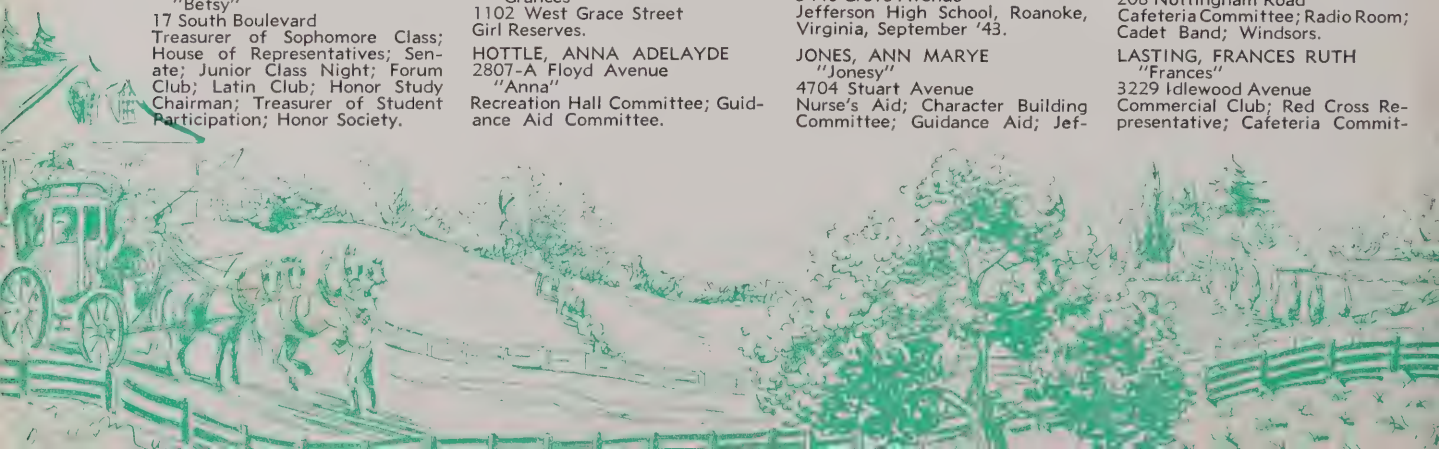 "Betsy"
17 South Boulevard
Treasurer of Sophomore Class;
House of Representatives; Sen-
ate; Junior Class Night; Forum
Club; Latin Club; Honor Study
Chairman; Treasurer of Student
Participation; Honor Society.
1102 West Grace Street
Girl Reserves.
HOTTLE, ANNA ADELAYDE
2807-A Floyd Avenue
"Anna"
Recreation Hall Committee; Guid-
ance Aid Committee.
Jefferson High School, Roanoke,
Virginia, September '43.
JONES, ANN MARYE
"Jonesy"
4704 Stuart Avenue
Nurse's Aid; Character Building
Committee; Guidance Aid; Jef-
Nottingham Road
Cafeteria Committee; Radio Room;
Cadet Band; Windsors.
LASTING, FRANCES RUTH
"Frances"
3229 Idlewood Avenue
Commercial Club; Red Cross Re-
presentative; Cafeteria Commit-